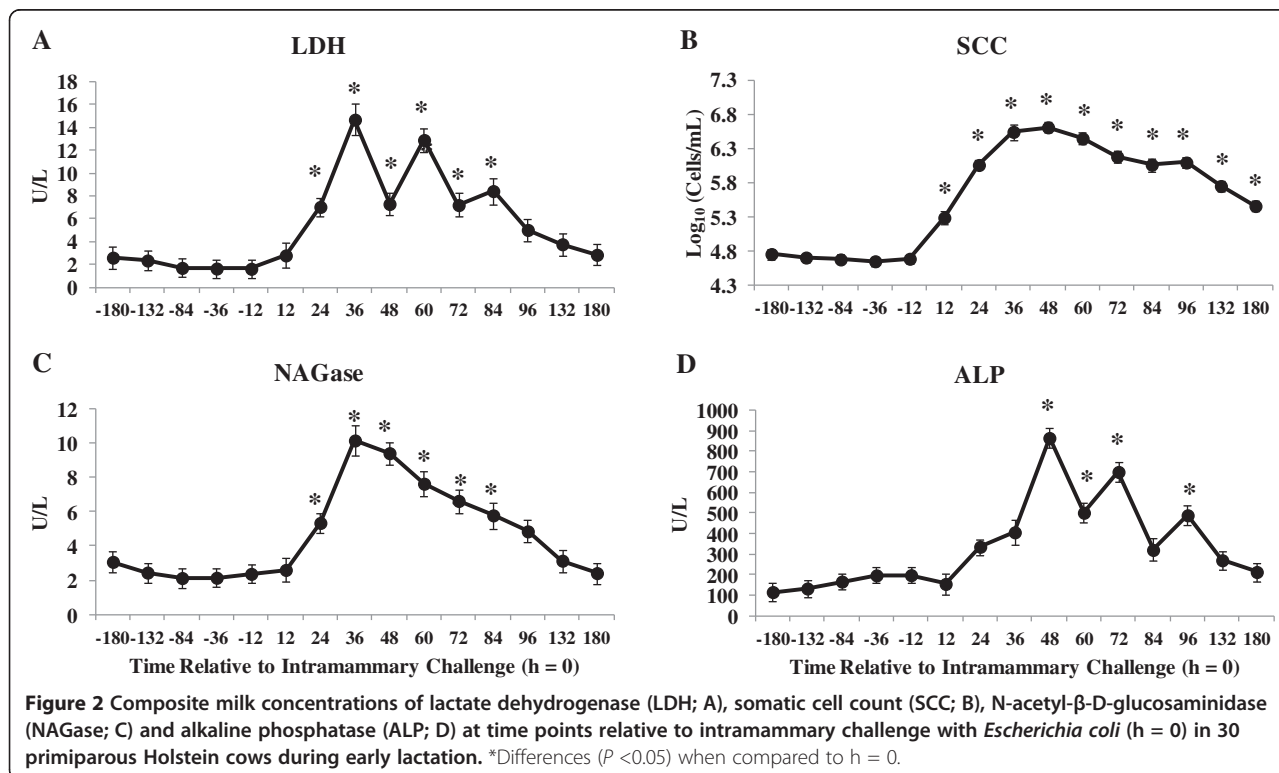 A
LDH
18
16
14
12
10
8
6
4
2
0
U/L
* * * * * *
-180 -132 -84 -36 -12 12 24 36 48 60 72 84 96 132 180
B
SCC
7.3
6.8
6.3
5.8
5.3
4.8
4.3
Log10 (Cells/mL)
* * * * * * * * * *
-180 -132 -84 -36 -12 12 24 36 48 60 72 84 96 132 180
C
NAGase
12
10
8
6
4
2
0
U/L
* * * * * *
-180 -132 -84 -36 -12 12 24 36 48 60 72 84 96 132 180
Time Relative to Intramammary Challenge (h = 0)
D
ALP
1000
900
800
700
600
500
400
300
200
100
0
U/L
* * * *
-180 -132 -84 -36 -12 12 24 36 48 60 72 84 96 132 180
Time Relative to Intramammary Challenge (h = 0)
Figure 2 Composite milk concentrations of lactate dehydrogenase (LDH; A), somatic cell count (SCC; B), N-acetyl-β-D-glucosaminidase
(NAGase; C) and alkaline phosphatase (ALP; D) at time points relative to intramammary challenge with Escherichia coli (h = 0) in 30
primiparous Holstein cows during early lactation. *Differences (P <0.05) when compared to h = 0.